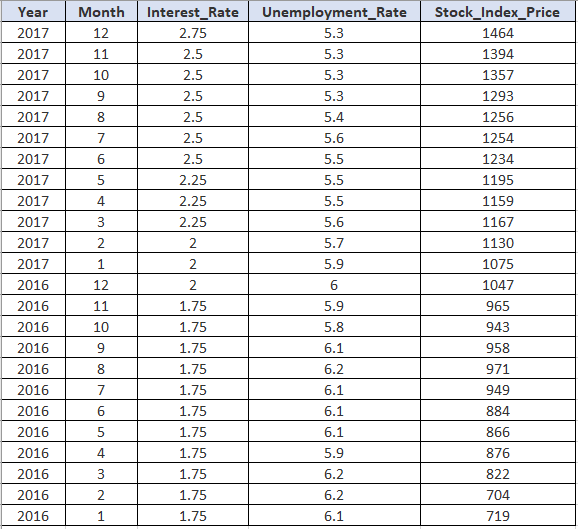 Year Month Interest_Rate Unemployment_Rate Stock_Index_Price
2017 12 2.75 5.3 1464
2017 11 2.5 5.3 1394
2017 10 2.5 5.3 1357
2017 9 2.5 5.3 1293
2017 8 2.5 5.4 1256
2017 7 2.5 5.6 1254
2017 6 2.5 5.5 1234
2017 5 2.25 5.5 1195
2017 4 2.25 5.5 1159
2017 3 2.25 5.6 1167
2017 2 2 5.7 1130
2017 1 2 5.9 1075
2016 12 2 6 1047
2016 11 1.75 5.9 965
2016 10 1.75 5.8 943
2016 9 1.75 6.1 958
2016 8 1.75 6.2 971
2016 7 1.75 6.1 949
2016 6 1.75 6.1 884
2016 5 1.75 6.1 866
2016 4 1.75 5.9 876
2016 3 1.75 6.2 822
2016 2 1.75 6.2 704
2016 1 1.75 6.1 719